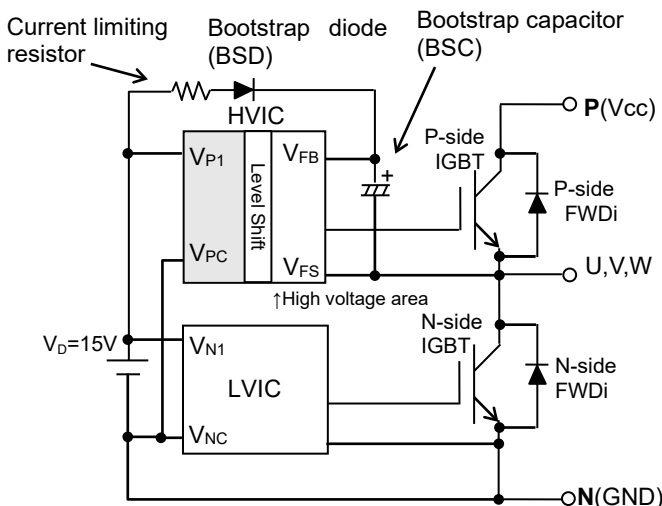 Current limiting
resistor
Bootstrap diode
(BSD)
Bootstrap capacitor
(BSC)
HVIC
P(Vcc)
VP1
Level Shift
VFB
P-side
IGBT
P-side
FWDi
VPC
VFS
U,V,W
↑High voltage area
VD=15V
VN1
LVIC
N-side
IGBT
N-side
FWDi
VNC
N(GND)